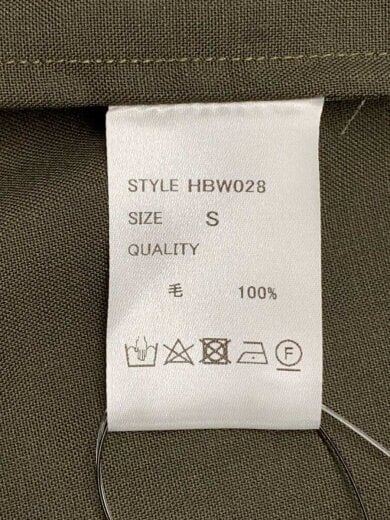 STYLE HBW028
SIZE S
QUALITY
毛 100%
F